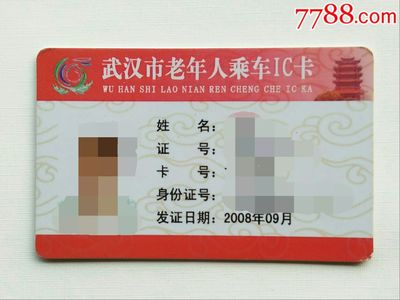 7788.com
武汉市老年人乘车IC卡
WU HAN SHI LAO NIAN REN CHENG CHE IC KA
姓 名：
证 号：
卡 号：
身份证号：
发证日期：2008年09月